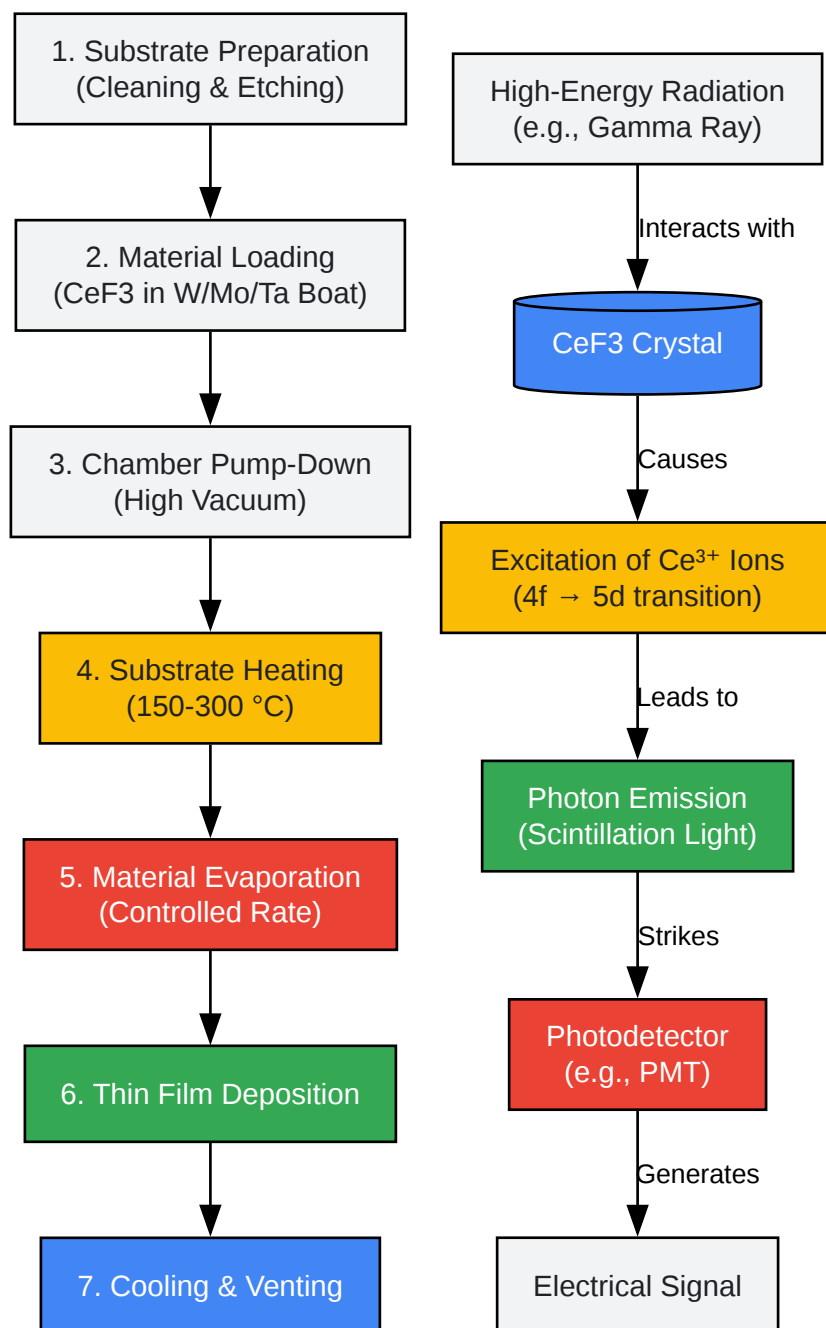 1. Substrate Preparation
(Cleaning & Etching)
2. Material Loading
(CeF3 in W/Mo/Ta Boat)
3. Chamber Pump-Down
(High Vacuum)
4. Substrate Heating
(150-300 °C)
5. Material Evaporation
(Controlled Rate)
6. Thin Film Deposition
7. Cooling & Venting
High-Energy Radiation
(e.g., Gamma Ray)
Interacts with
CeF3 Crystal
Causes
Excitation of Ce³⁺ Ions
(4f → 5d transition)
Leads to
Photon Emission
(Scintillation Light)
Strikes
Photodetector
(e.g., PMT)
Generates
Electrical Signal